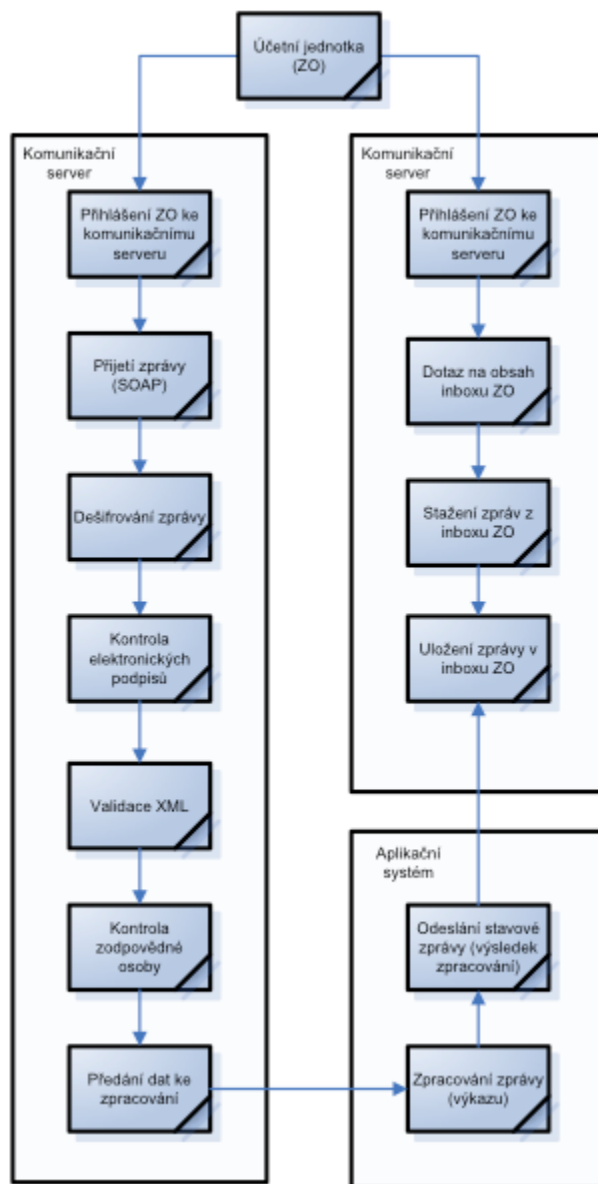 Účetní jednotka
(ZO)
Komunikační
server
Přihlášení ZO ke
komunikačnímu
serveru
Přijetí zprávy
(SOAP)
Dešifrování zprávy
Kontrola
elektronických
podpisů
Validace XML
Kontrola
zodpovědné
osoby
Předání dat ke
zpracování
Komunikační
server
Přihlášení ZO ke
komunikačnímu
serveru
Dotaz na obsah
inboxu ZO
Stažení zpráv z
inboxu ZO
Uložení zprávy v
inboxu ZO
Aplikační
systém
Odeslání stavové
zprávy (výsledek
zpracování)
Zpracování zprávy
(výkazu)